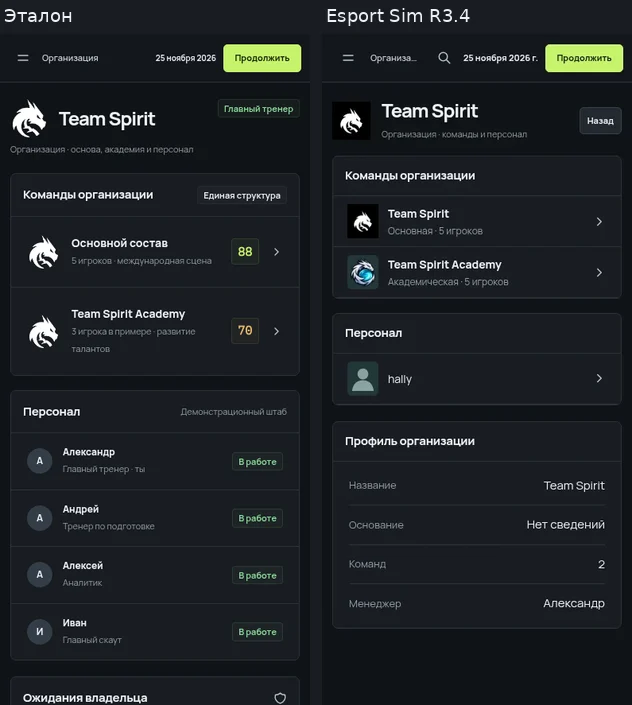 Эталон
Организация
25 ноября 2026
Продолжить
Team Spirit
Главный тренер
Организация · основа, академия и персонал
Команды организации
Единая структура
Основной состав
5 игроков · международная сцена
88
Team Spirit Academy
3 игрока в примере · развитие
талантов
70
Персонал
Демонстрационный штаб
А
Александр
Главный тренер · ты
В работе
А
Андрей
Тренер по подготовке
В работе
А
Алексей
Аналитик
В работе
И
Иван
Главный скаут
В работе
Ожидания владельца
Esport Sim R3.4
Организа...
25 ноября 2026 г.
Продолжить
Team Spirit
Организация · команды и персонал
Назад
Команды организации
Team Spirit
Основная · 5 игроков
Team Spirit Academy
Академическая · 5 игроков
Персонал
hally
Профиль организации
Название
Team Spirit
Основание
Нет сведений
Команд
2
Менеджер
Александр